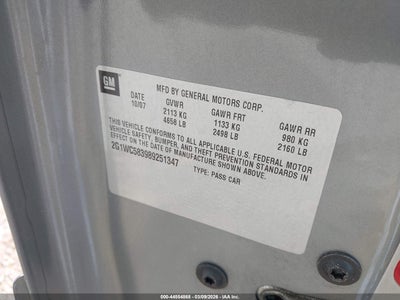 GM
MFD BY GENERAL MOTORS CORP.
DATE GVWR GAWR FRT GAWR RR
10/07 2113 KG 1133 KG 980 KG
4658 LB 2498 LB 2160 LB
THIS VEHICLE CONFORMS TO ALL APPLICABLE U.S. FEDERAL MOTOR
VEHICLE SAFETY, BUMPER, AND THEFT PREVENTION STANDARDS IN
EFFECT ON THE DATE OF MANUFACTURE SHOWN ABOVE.
2G1WC583989251347 TYPE: PASS CAR
000-44554088 - 03/09/2026 - IAA Inc.